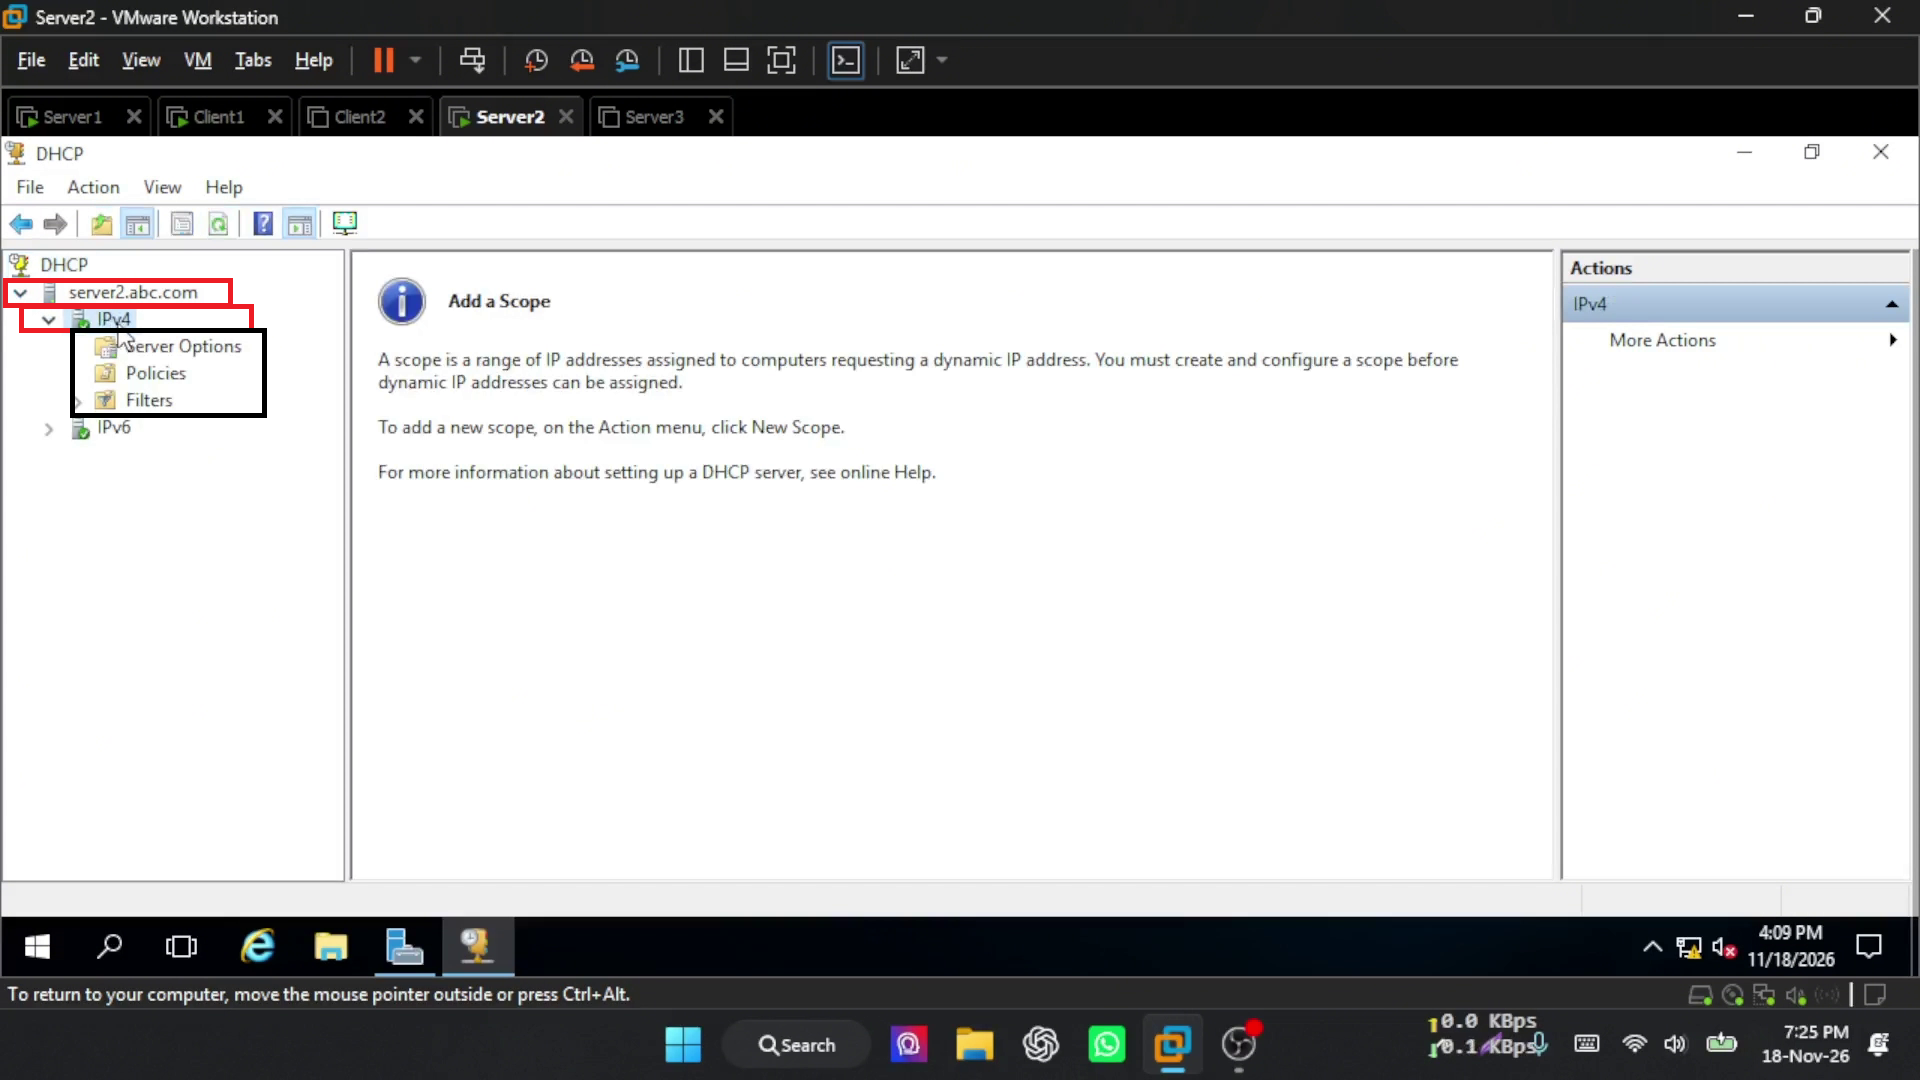 Server2 - VMware Workstation
File Edit View VM Tabs Help
Server1 Client1 Client2 Server2 Server3
DHCP
File Action View Help
DHCP
server2.abc.com
IPv4
Server Options
Policies
Filters
IPv6
Add a Scope
A scope is a range of IP addresses assigned to computers requesting a dynamic IP address. You must create and configure a scope before
dynamic IP addresses can be assigned.
To add a new scope, on the Action menu, click New Scope.
For more information about setting up a DHCP server, see online Help.
Actions
IPv4
More Actions
4:09 PM
11/18/2026
To return to your computer, move the mouse pointer outside or press Ctrl+Alt.
Search
0.0 KBps
0.1 KBps
7:25 PM
18-Nov-26